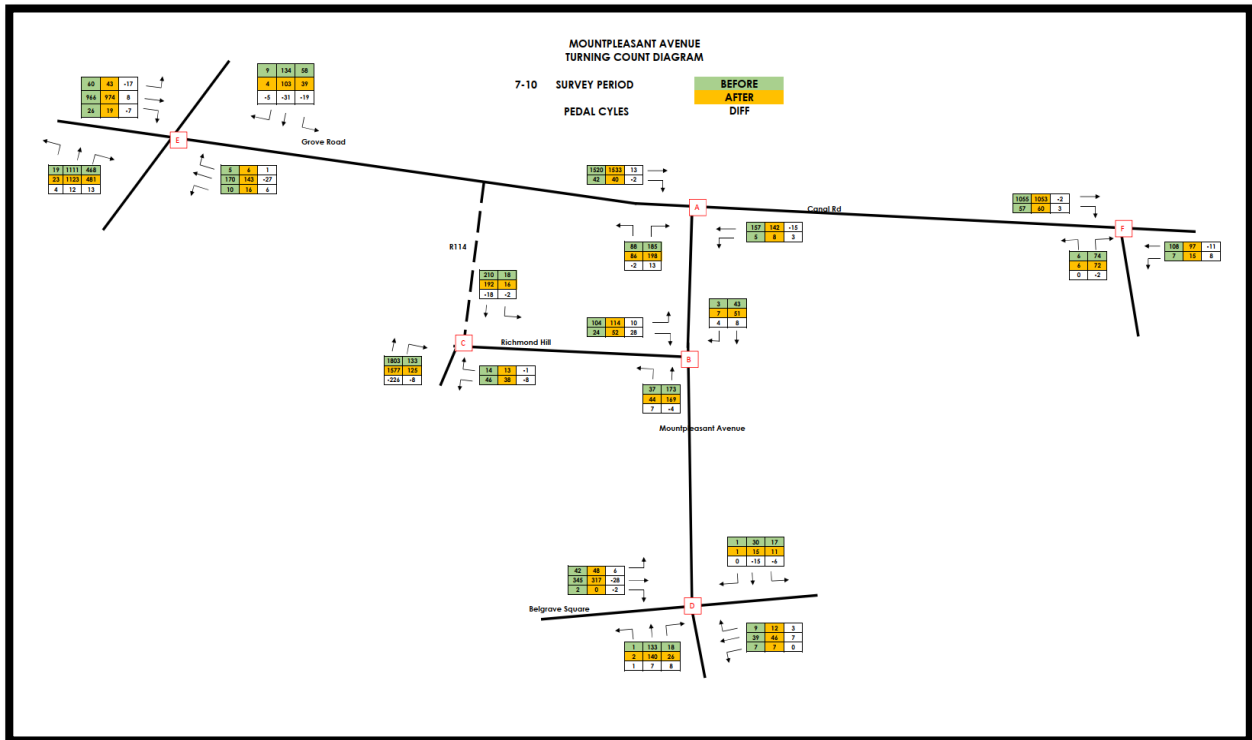 MOUNTPLEASANT AVENUE
TURNING COUNT DIAGRAM
7-10 SURVEY PERIOD BEFORE
AFTER
PEDAL CYLES DIFF
60 43 -17
966 974 8
26 19 -7
9 134 58
4 103 39
-5 -31 -19
E
Grove Road
19 1111 468
23 1123 481
4 12 13
5 6 1
170 143 -27
10 16 6
1520 1533 13
42 40 -2
A
Canal Rd
1055 1053 -2
57 60 3
F
157 142 -15
5 8 3
88 185
86 198
-2 13
6 74
6 72
0 -2
108 97 -11
7 15 8
R114
210 18
192 16
-18 -2
3 43
7 51
4 8
104 114 10
24 52 28
C
Richmond Hill
B
1803 133
1577 125
-226 -8
14 13 -1
46 38 -8
37 173
44 169
7 -4
Mountpleasant Avenue
1 30 17
1 15 11
0 -15 -6
42 48 6
345 317 -28
2 0 -2
Belgrave Square
D
1 133 18
2 140 26
1 7 8
9 12 3
39 46 7
7 7 0